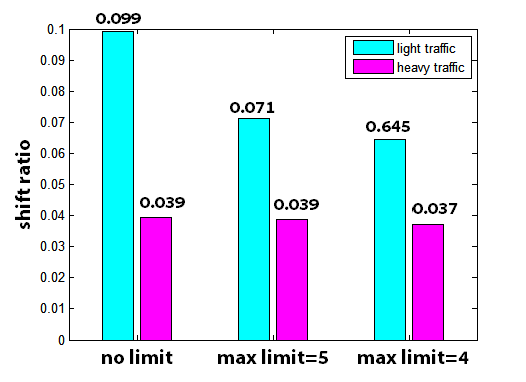 0.099
0.1
light traffic
heavy traffic
0.09
0.08
0.071
0.07
0.645
0.06
0.05
0.039
0.039
0.037
0.04
0.03
0.02
0.01
0
shift ratio
no limit
max limit=5
max limit=4